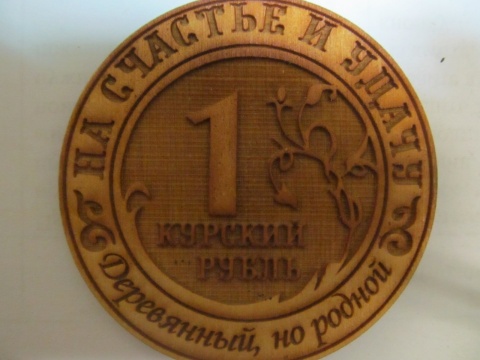 НА СЧАСТЬЕ И УДАЧУ
1
КУРСКИЙ
РУБЛЬ
Деревянный, но родной